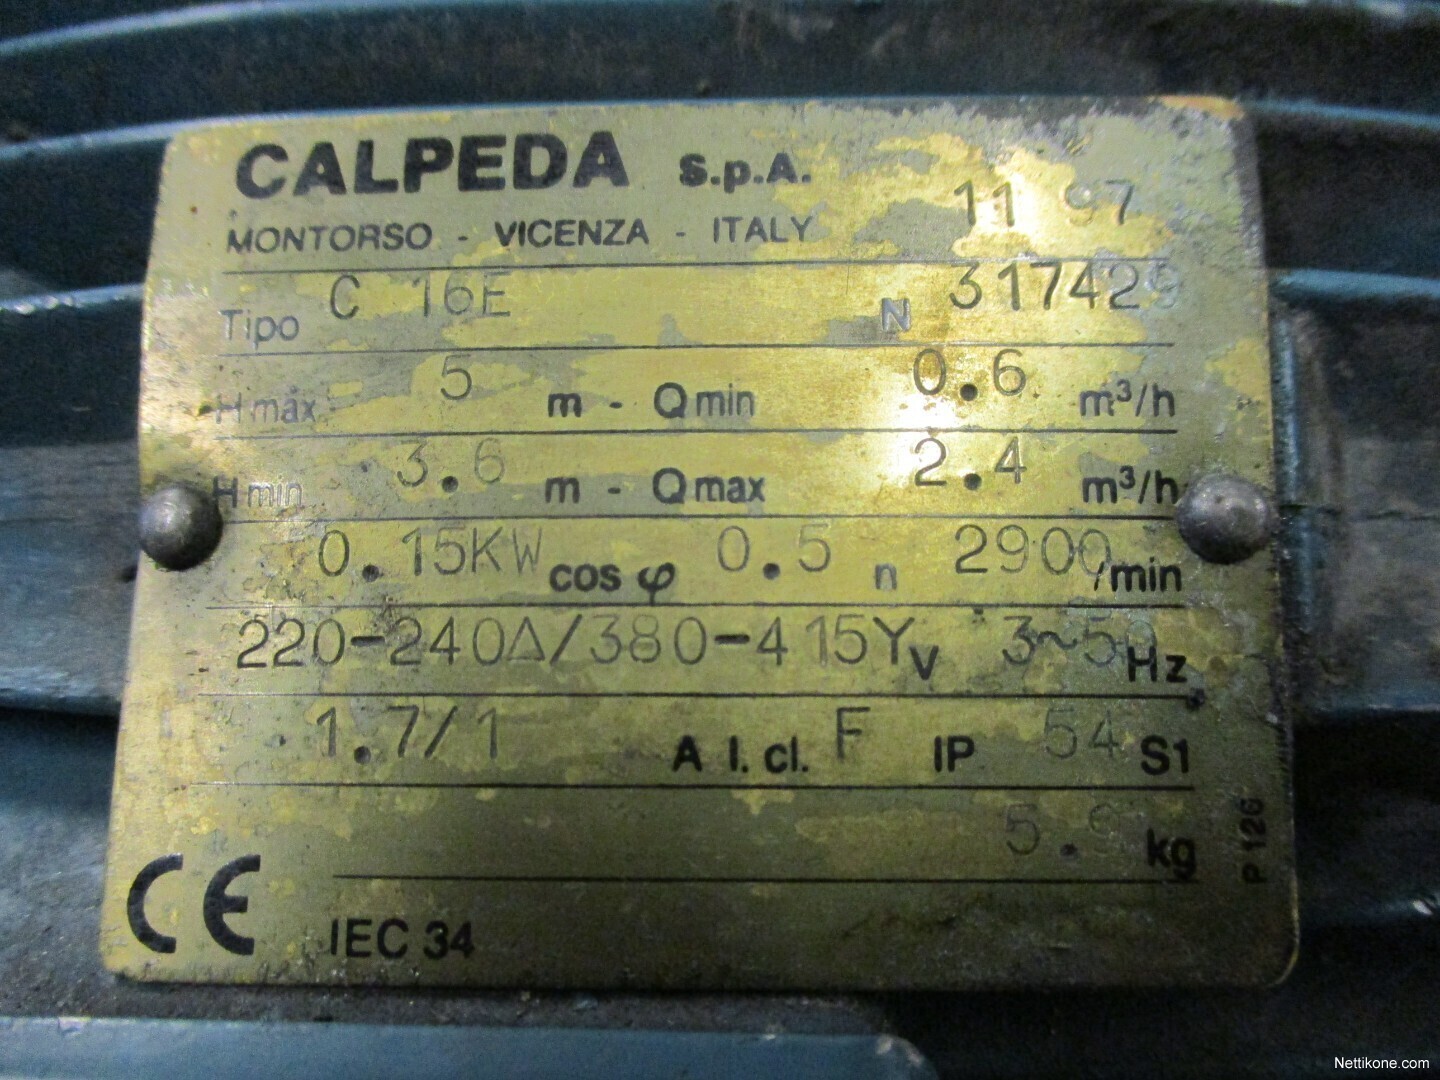 CALPEDA S.p.A.
11 97
MONTORSO - VICENZA - ITALY
Tipo C 16E N 317429
H max 5 m - Q min 0.6 m³/h
H min 3.6 m - Q max 2.4 m³/h
0.15KW cos φ 0.5 n 2900/min
220-240Δ/380-415Y V 3~50 Hz
1.7/1 A I. cl. F IP 54 S1
5.9 kg
P 126
CE IEC 34
Nettikone.com